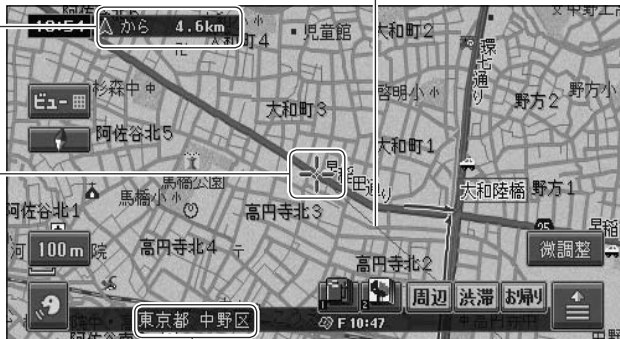 から 4.6km
町4
児童館
大和町2
環七通り
ビュー
杉森中
啓明小
野方2
野方小
大和町3
阿佐谷北5
大和町1
早稲田通り
馬橋公園
馬橋小
大和陸橋
野方1
阿佐谷北1
高円寺北3
100m
院
高円寺北4
高円寺北2
微調整
周辺
渋滞
お帰り
東京都 中野区
F 10:47